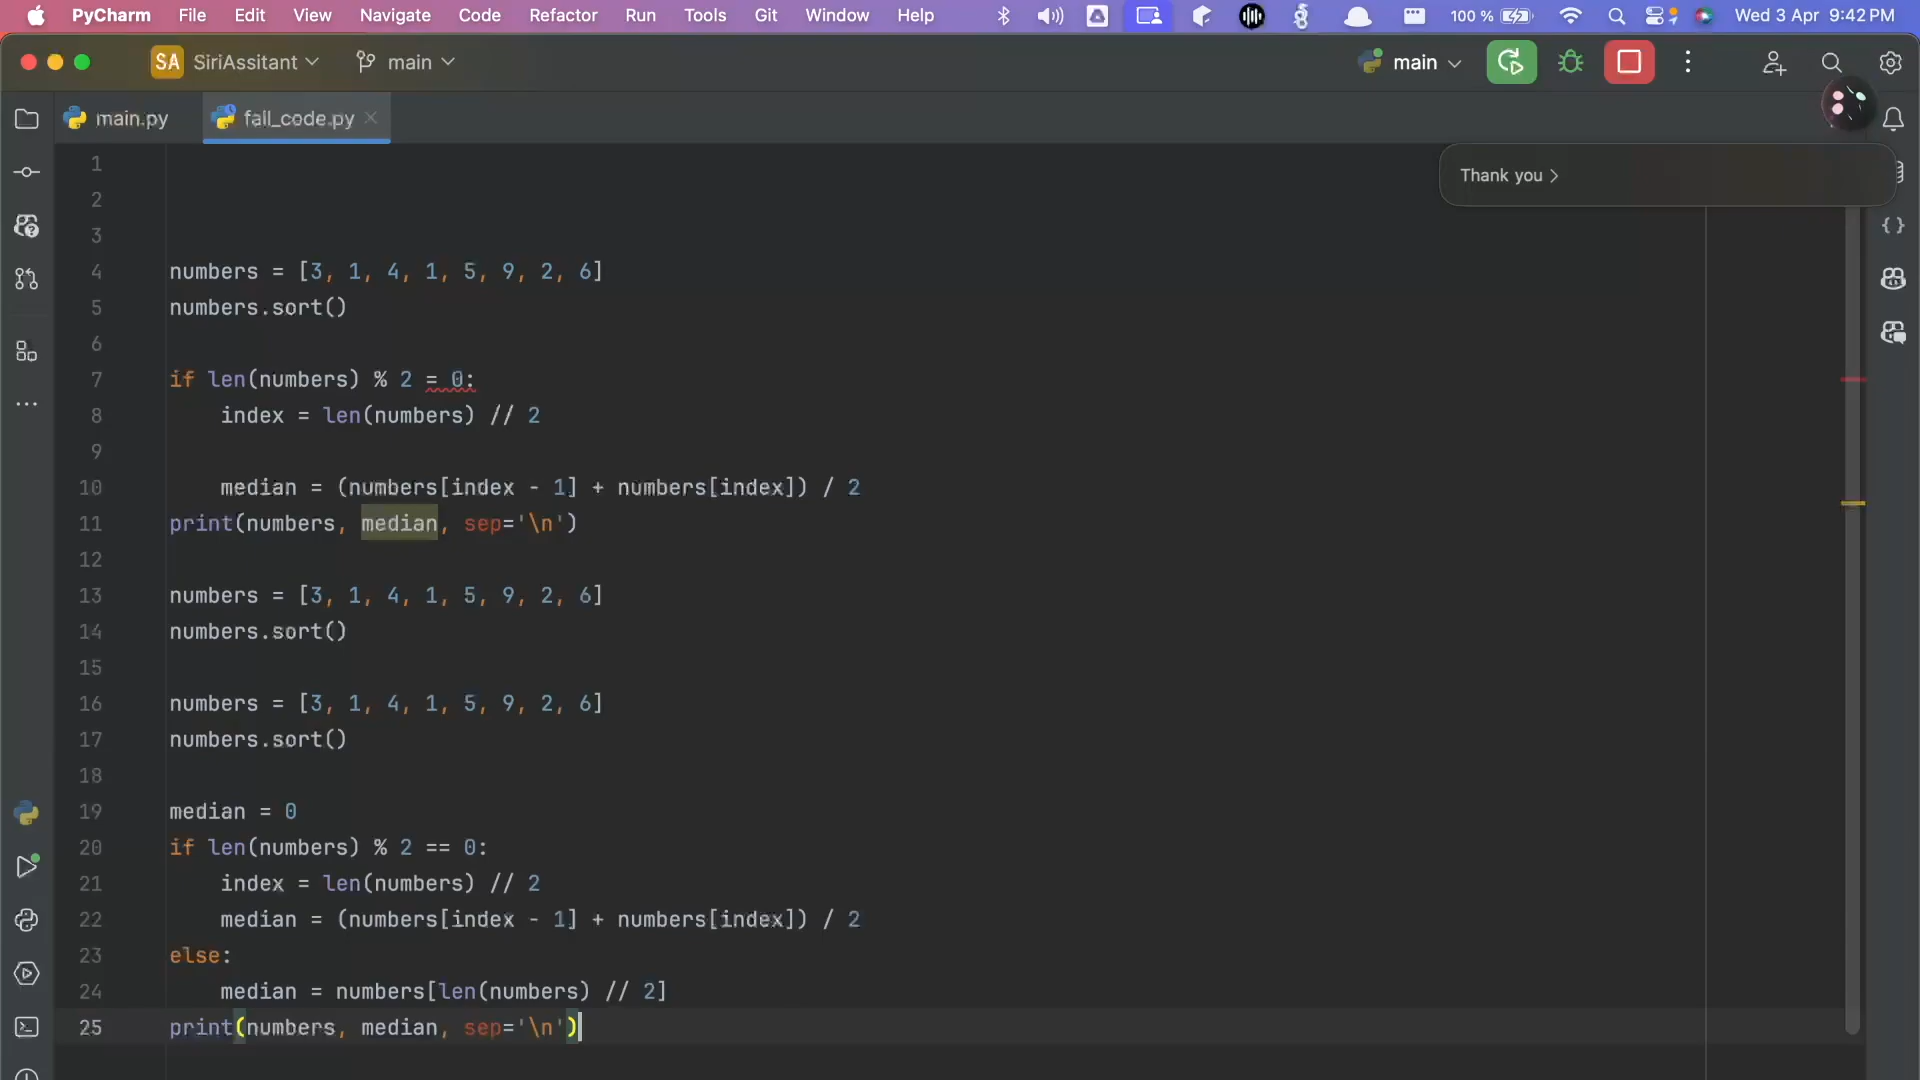 PyCharm File Edit View Navigate Code Refactor Run Tools Git Window Help 100 % Wed 3 Apr 9:42 PM
SA SiriAssitant main main
main.py fall_code.py
Thank you >
1
2
3
4 numbers = [3, 1, 4, 1, 5, 9, 2, 6]
5 numbers.sort()
6
7 if len(numbers) % 2 = 0:
8 index = len(numbers) // 2
9
10 median = (numbers[index - 1] + numbers[index]) / 2
11 print(numbers, median, sep='\n')
12
13 numbers = [3, 1, 4, 1, 5, 9, 2, 6]
14 numbers.sort()
15
16 numbers = [3, 1, 4, 1, 5, 9, 2, 6]
17 numbers.sort()
18
19 median = 0
20 if len(numbers) % 2 == 0:
21 index = len(numbers) // 2
22 median = (numbers[index - 1] + numbers[index]) / 2
23 else:
24 median = numbers[len(numbers) // 2]
25 print(numbers, median, sep='\n')